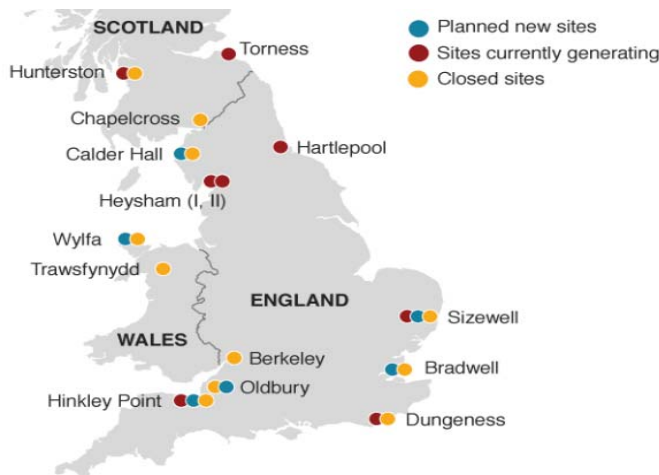 SCOTLAND
Planned new sites
Torness
Sites currently generating
Hunterston
Closed sites
Chapelcross
Calder Hall
Hartlepool
Heysham (I, II)
Wylfa
Trawsfynydd
ENGLAND
Sizewell
WALES
Berkeley
Bradwell
Oldbury
Hinkley Point
Dungeness